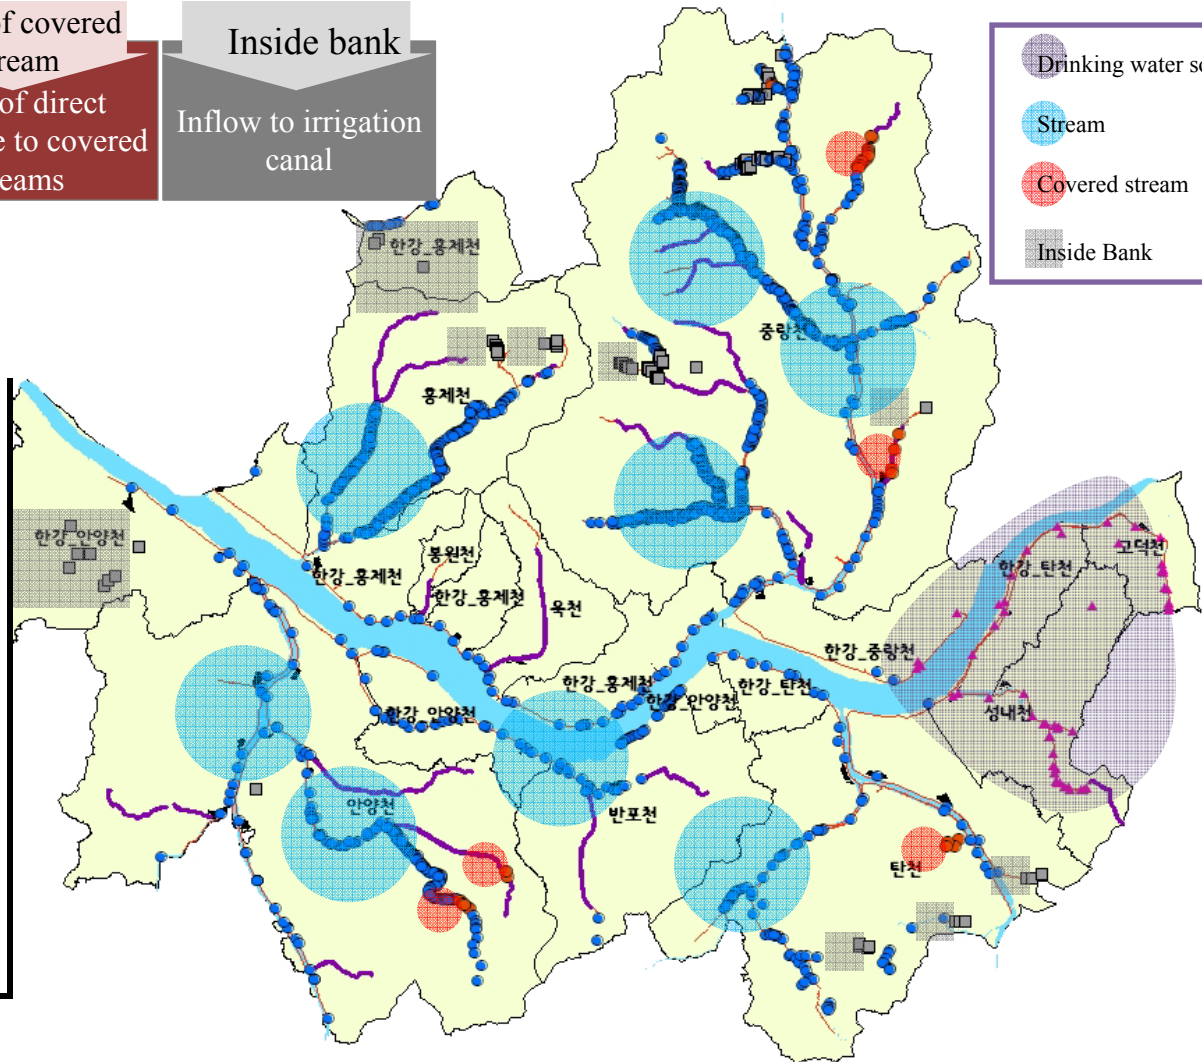 of covered
ream
of direct
e to covered
eams
Inside bank
Inflow to irrigation
canal
Drinking water so
Stream
Covered stream
Inside Bank
한강_홍제천
중랑천
홍제천
한강_안양천
봉원천
한강_홍제천
한강_홍제천
욱천
고덕천
한강_탄천
한강_중랑천
한강_홍제천
한강_탄천
한강_안양천
성내천
한강_안양천
안양천
반포천
탄천